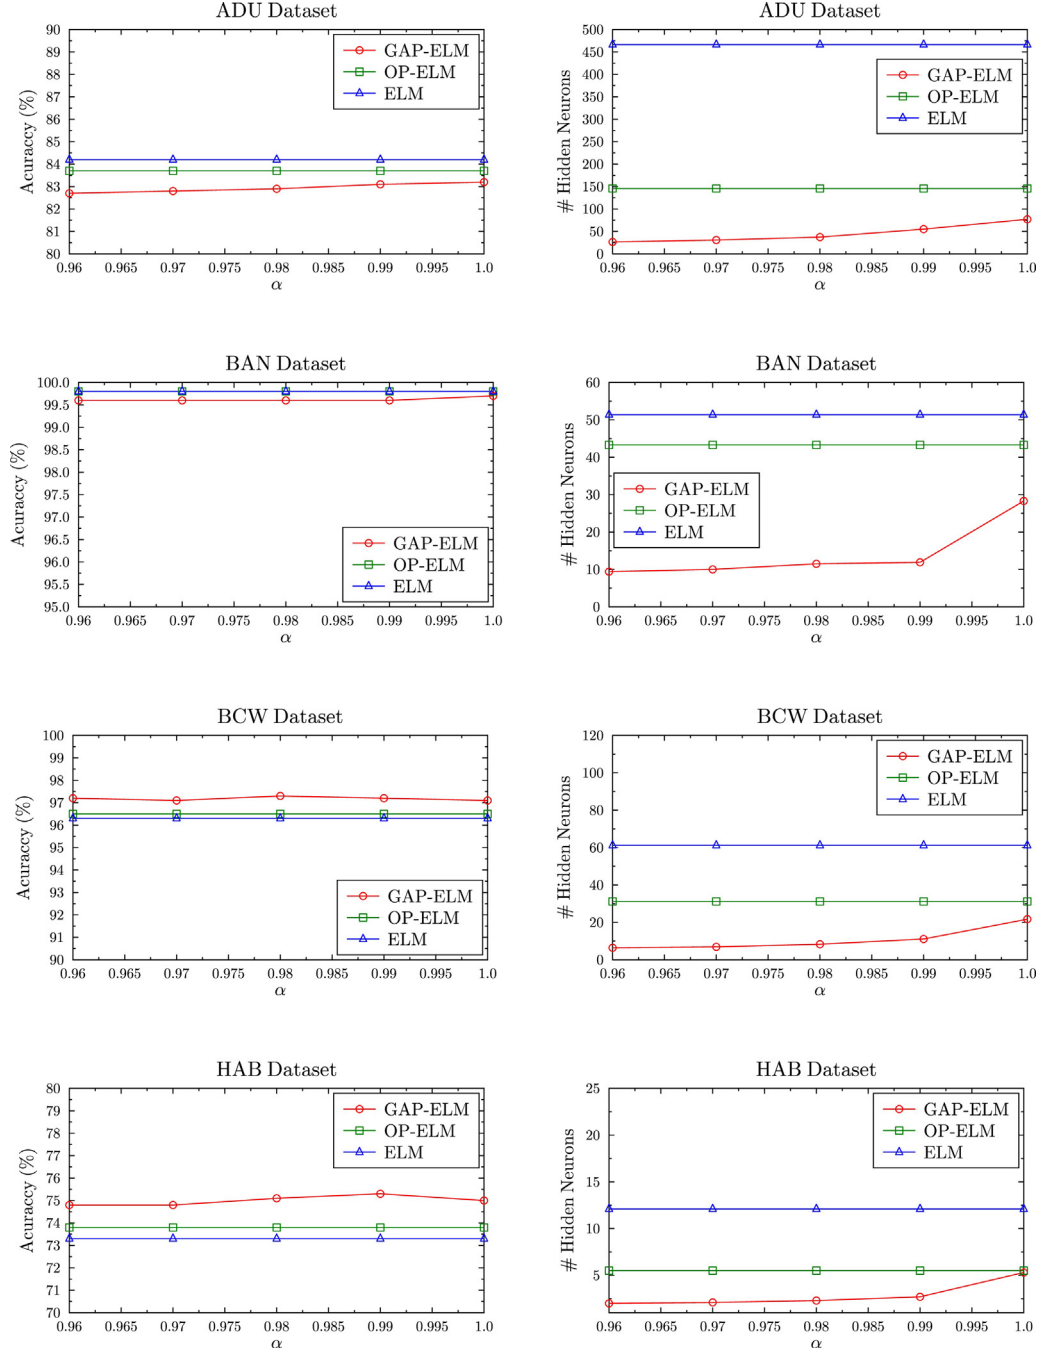 ADU Dataset
Acuraccy (%)
90
89
88
87
86
85
84
83
82
81
80
0.96 0.965 0.97 0.975 0.98 0.985 0.99 0.995 1.0
α
GAP-ELM
OP-ELM
ELM
ADU Dataset
# Hidden Neurons
500
450
400
350
300
250
200
150
100
50
0
0.96 0.965 0.97 0.975 0.98 0.985 0.99 0.995 1.0
α
GAP-ELM
OP-ELM
ELM
BAN Dataset
Acuraccy (%)
100.0
99.5
99.0
98.5
98.0
97.5
97.0
96.5
96.0
95.5
95.0
0.96 0.965 0.97 0.975 0.98 0.985 0.99 0.995 1.0
α
GAP-ELM
OP-ELM
ELM
BAN Dataset
# Hidden Neurons
60
50
40
30
20
10
0
0.96 0.965 0.97 0.975 0.98 0.985 0.99 0.995 1.0
α
GAP-ELM
OP-ELM
ELM
BCW Dataset
Acuraccy (%)
100
99
98
97
96
95
94
93
92
91
90
0.96 0.965 0.97 0.975 0.98 0.985 0.99 0.995 1.0
α
GAP-ELM
OP-ELM
ELM
BCW Dataset
# Hidden Neurons
120
100
80
60
40
20
0
0.96 0.965 0.97 0.975 0.98 0.985 0.99 0.995 1.0
α
GAP-ELM
OP-ELM
ELM
HAB Dataset
Acuraccy (%)
80
79
78
77
76
75
74
73
72
71
70
0.96 0.965 0.97 0.975 0.98 0.985 0.99 0.995 1.0
α
GAP-ELM
OP-ELM
ELM
HAB Dataset
# Hidden Neurons
25
20
15
10
5
0.96 0.965 0.97 0.975 0.98 0.985 0.99 0.995 1.0
α
GAP-ELM
OP-ELM
ELM